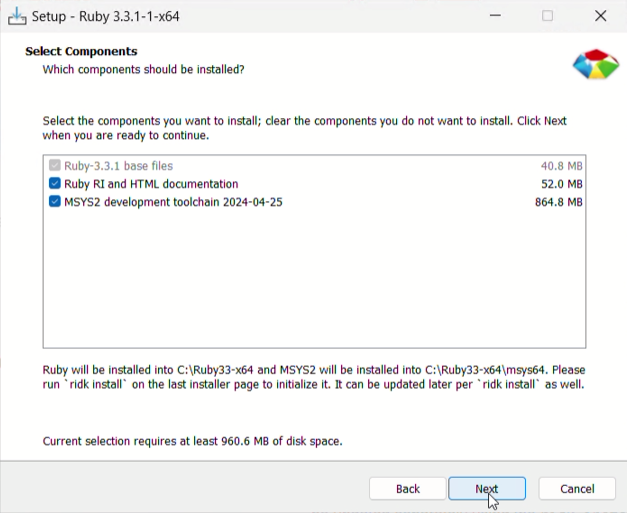 Setup - Ruby 3.3.1-1-x64
Select Components
Which components should be installed?
Select the components you want to install; clear the components you do not want to install. Click Next
when you are ready to continue.
Ruby-3.3.1 base files 40.8 MB
Ruby RI and HTML documentation 52.0 MB
MSYS2 development toolchain 2024-04-25 864.8 MB
Ruby will be installed into C:\Ruby33-x64 and MSYS2 will be installed into C:\Ruby33-x64\msys64. Please
run `ridk install` on the last installer page to initialize it. It can be updated later per `ridk install` as well.
Current selection requires at least 960.6 MB of disk space.
Back Next Cancel